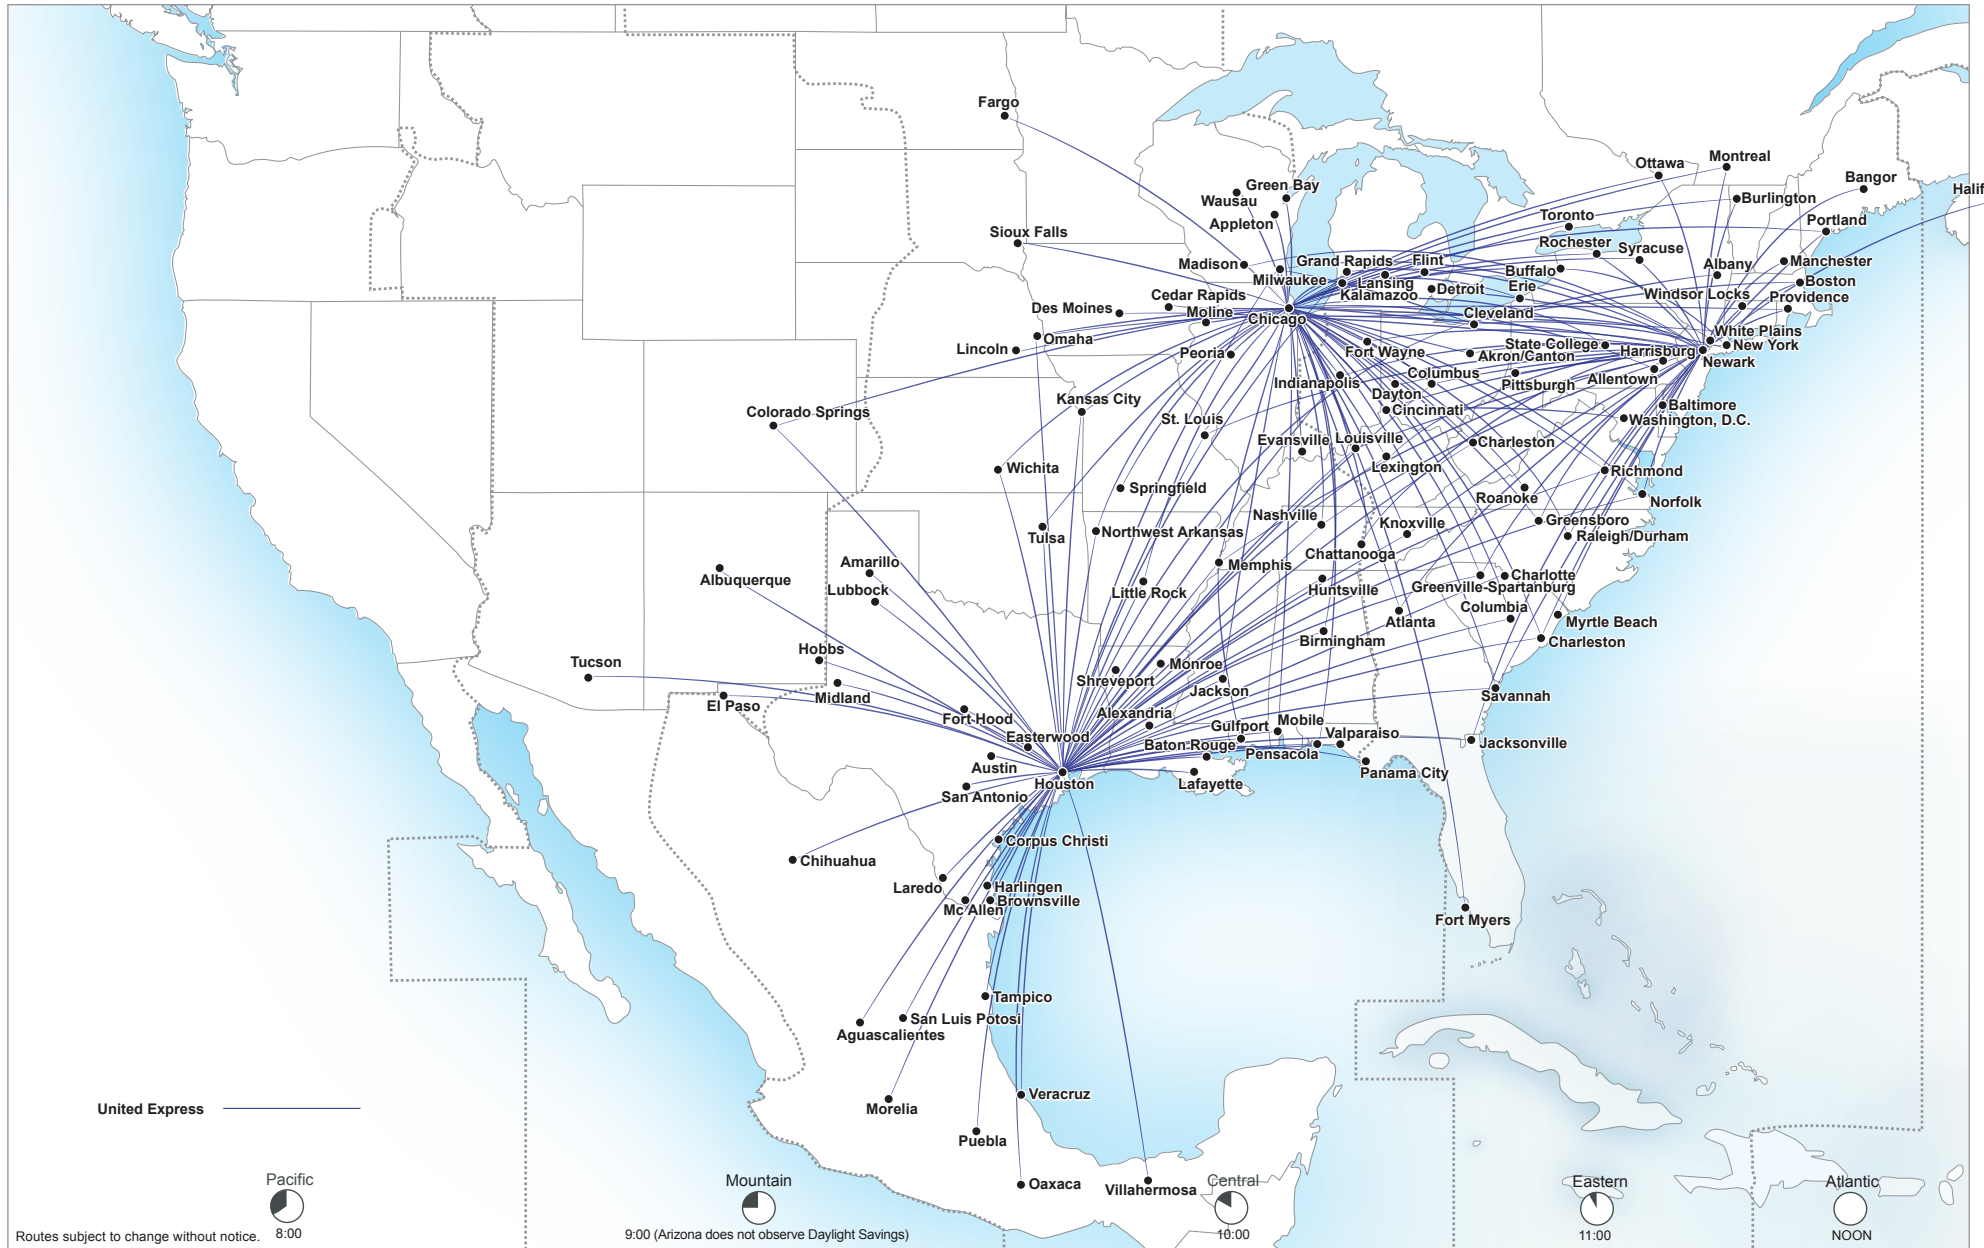 Fargo
Ottawa
Montreal
Bangor
Halif
Green Bay
Wausau
Burlington
Appleton
Toronto
Portland
Sioux Falls
Rochester
Syracuse
Madison
Grand Rapids
Flint
Buffalo
Albany
Manchester
Milwaukee
Lansing
Boston
Kalamazoo
Detroit
Erie
Windsor Locks
Providence
Cedar Rapids
Des Moines
Moline
Chicago
Cleveland
White Plains
Omaha
State College
New York
Lincoln
Peoria
Fort Wayne
Akron/Canton
Harrisburg
Newark
Indianapolis
Columbus
Pittsburgh
Allentown
Dayton
Kansas City
Baltimore
Colorado Springs
Cincinnati
St. Louis
Washington, D.C.
Evansville
Louisville
Charleston
Wichita
Lexington
Richmond
Springfield
Roanoke
Norfolk
Nashville
Knoxville
Greensboro
Tulsa
Northwest Arkansas
Raleigh/Durham
Chattanooga
Amarillo
Memphis
Albuquerque
Charlotte
Lubbock
Little Rock
Huntsville
Greenville-Spartanburg
Columbia
Atlanta
Myrtle Beach
Birmingham
Charleston
Hobbs
Tucson
Monroe
Shreveport
Jackson
Midland
Savannah
El Paso
Fort Hood
Alexandria
Gulfport
Mobile
Easterwood
Valparaiso
Baton Rouge
Pensacola
Jacksonville
Austin
Panama City
Houston
Lafayette
San Antonio
Corpus Christi
Chihuahua
Laredo
Harlingen
Mc Allen
Brownsville
Fort Myers
Tampico
San Luis Potosi
Aguascalientes
Veracruz
United Express
Morelia
Puebla
Oaxaca
Villahermosa
Pacific
Mountain
Central
Eastern
Atlantic
Routes subject to change without notice.
8:00
9:00 (Arizona does not observe Daylight Savings)
10:00
11:00
NOON